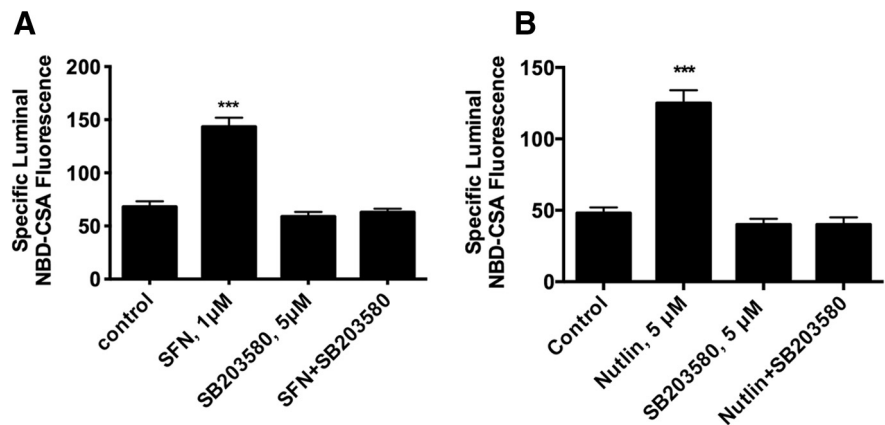 A
Specific Luminal
NBD-CSA Fluorescence
200
150
100
50
0
***
control
SFN, 1µM
SB203580, 5µM
SFN+SB203580
B
Specific Luminal
NBD-CSA Fluorescence
150
100
50
0
***
Control
Nutlin, 5 µM
SB203580, 5 µM
Nutlin+SB203580